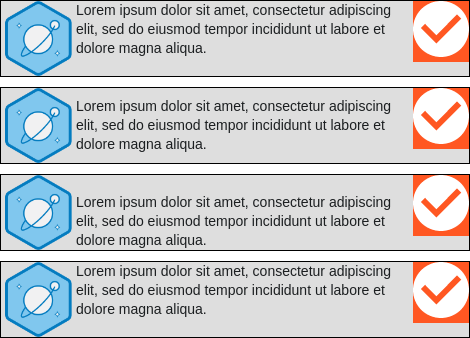 Lorem ipsum dolor sit amet, consectetur adipiscing
elit, sed do eiusmod tempor incididunt ut labore et
dolore magna aliqua.
Lorem ipsum dolor sit amet, consectetur adipiscing
elit, sed do eiusmod tempor incididunt ut labore et
dolore magna aliqua.
Lorem ipsum dolor sit amet, consectetur adipiscing
elit, sed do eiusmod tempor incididunt ut labore et
dolore magna aliqua.
Lorem ipsum dolor sit amet, consectetur adipiscing
elit, sed do eiusmod tempor incididunt ut labore et
dolore magna aliqua.